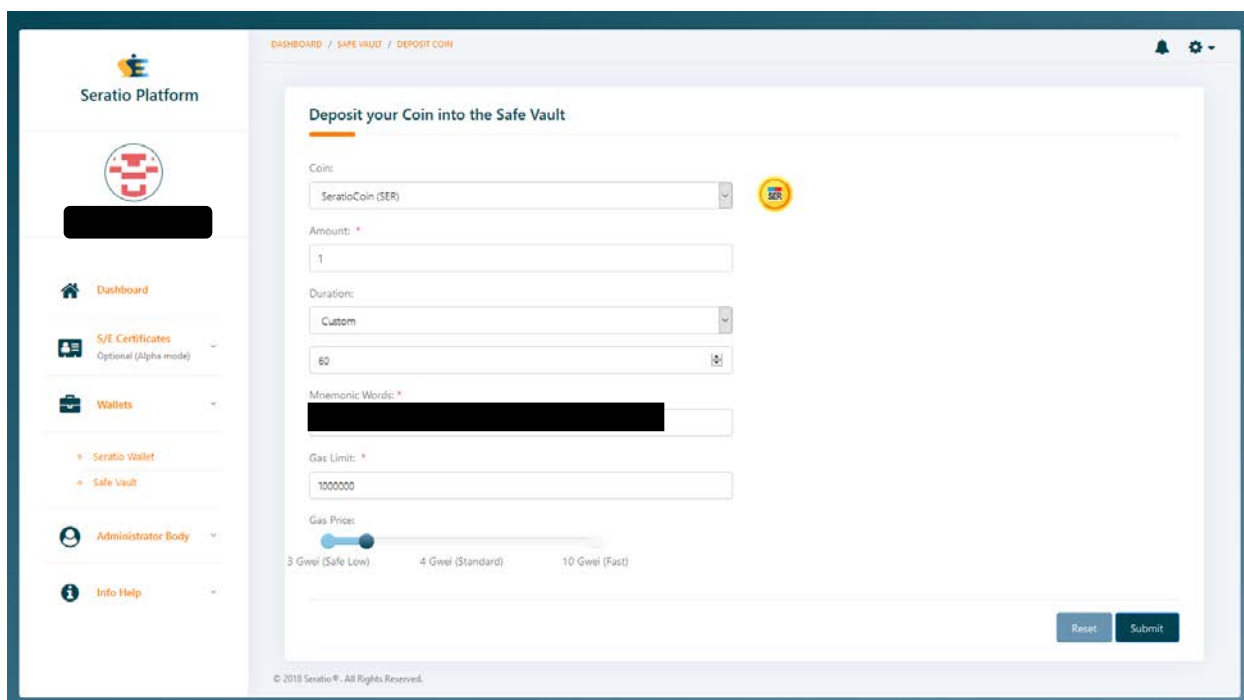 DASHBOARD / SAFE VAULT / DEPOSIT COIN
Seratio Platform
Dashboard
S/E Certificates
Optional (Alpha mode)
Wallets
Seratio Wallet
Safe Vault
Administrator Body
Info Help
Deposit your Coin into the Safe Vault
Coin:
SeratioCoin (SER)
SER
Amount: *
1
Duration:
Custom
60
Mnemonic Words: *
Gas Limit: *
1000000
Gas Price:
3 Gwei (Safe Low) 4 Gwei (Standard) 10 Gwei (Fast)
Reset Submit
© 2018 Seratio ®. All Rights Reserved.